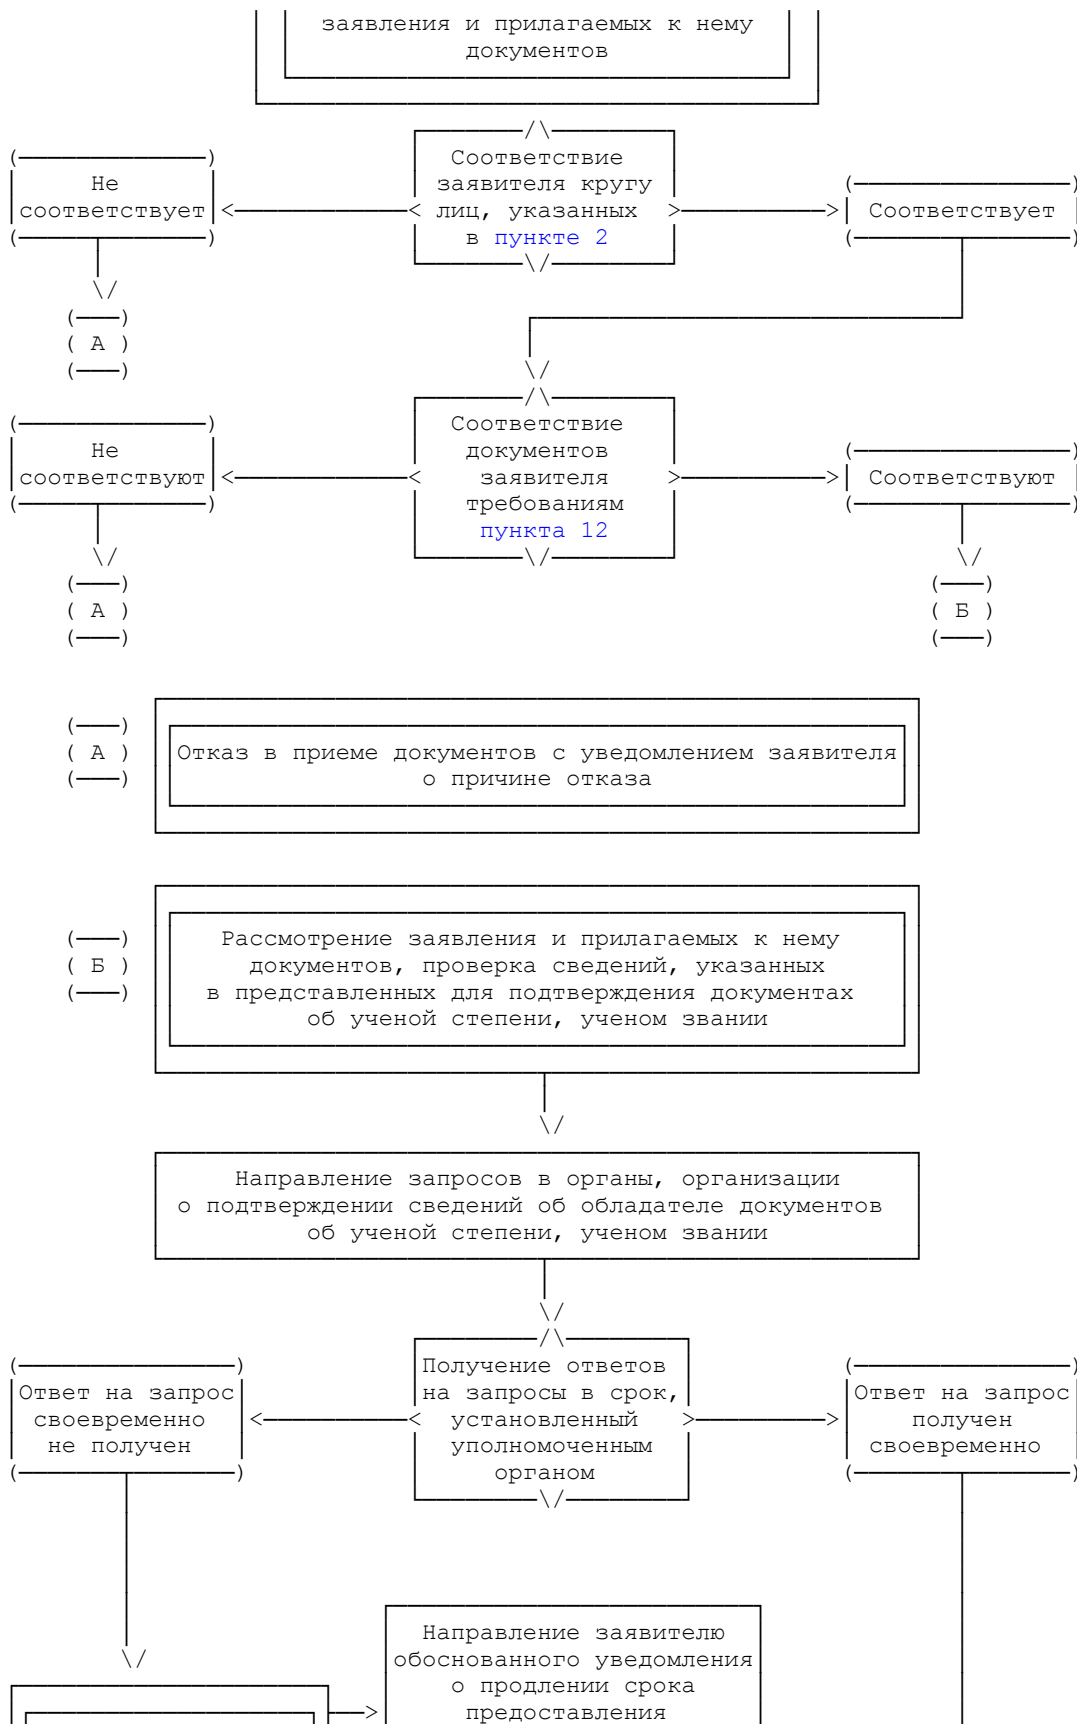 заявления и прилагаемых к нему
документов
Соответствие
заявителя кругу
лиц, указанных
в пункте 2
Не
соответствует
Соответствует
( А )
Соответствие
документов
заявителя
требованиям
пункта 12
Не
соответствуют
Соответствуют
( А )
( Б )
( А )
Отказ в приеме документов с уведомлением заявителя
о причине отказа
( Б )
Рассмотрение заявления и прилагаемых к нему
документов, проверка сведений, указанных
в представленных для подтверждения документах
об ученой степени, ученом звании
Направление запросов в органы, организации
о подтверждении сведений об обладателе документов
об ученой степени, ученом звании
Получение ответов
на запросы в срок,
установленный
уполномоченным
органом
Ответ на запрос
своевременно
не получен
Ответ на запрос
получен
своевременно
Направление заявителю
обоснованного уведомления
о продлении срока
предоставления